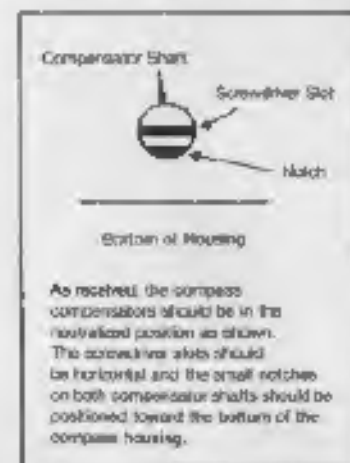 Compensator Shaft
Screwdriver Slot
Notch
Bottom of Housing
As received, the compass
compensators should be in the
neutralized position as shown.
The screwdriver slots should
be horizontal and the small notches
on both compensator shafts should be
positioned toward the bottom of the
compass housing.